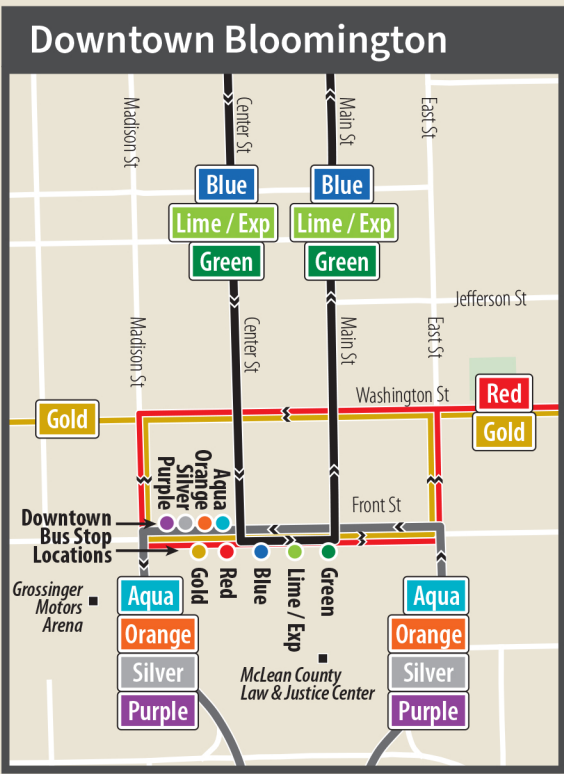 Downtown Bloomington
Madison St
Center St
Main St
East St
Blue
Lime / Exp
Green
Blue
Lime / Exp
Green
Jefferson St
Madison St
Center St
Main St
East St
Washington St
Red
Gold
Gold
Purple
Silver
Orange
Aqua
Front St
Downtown
Bus Stop
Locations
Gold
Red
Blue
Lime / Exp
Green
Grossinger
Motors
Arena
Aqua
Orange
Silver
Purple
McLean County
Law & Justice Center
Aqua
Orange
Silver
Purple